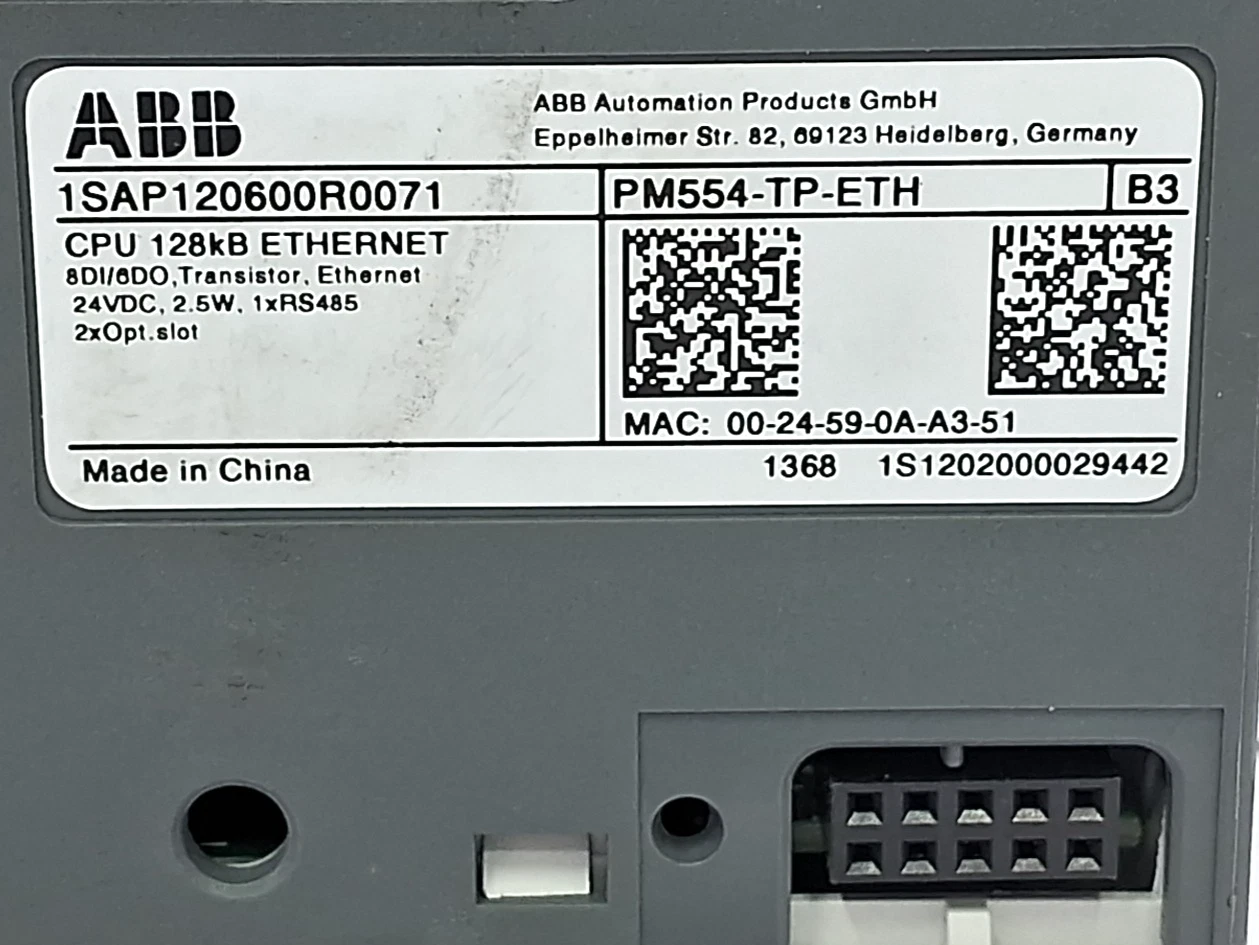 ABB
ABB Automation Products GmbH
Eppelheimer Str. 82, 69123 Heidelberg, Germany
1SAP120600R0071
PM554-TP-ETH
B3
CPU 128kB ETHERNET
8DI/6DO,Transistor, Ethernet
24VDC, 2.5W, 1xRS485
2xOpt.slot
MAC: 00-24-59-0A-A3-51
Made in China
1368 1S1202000029442